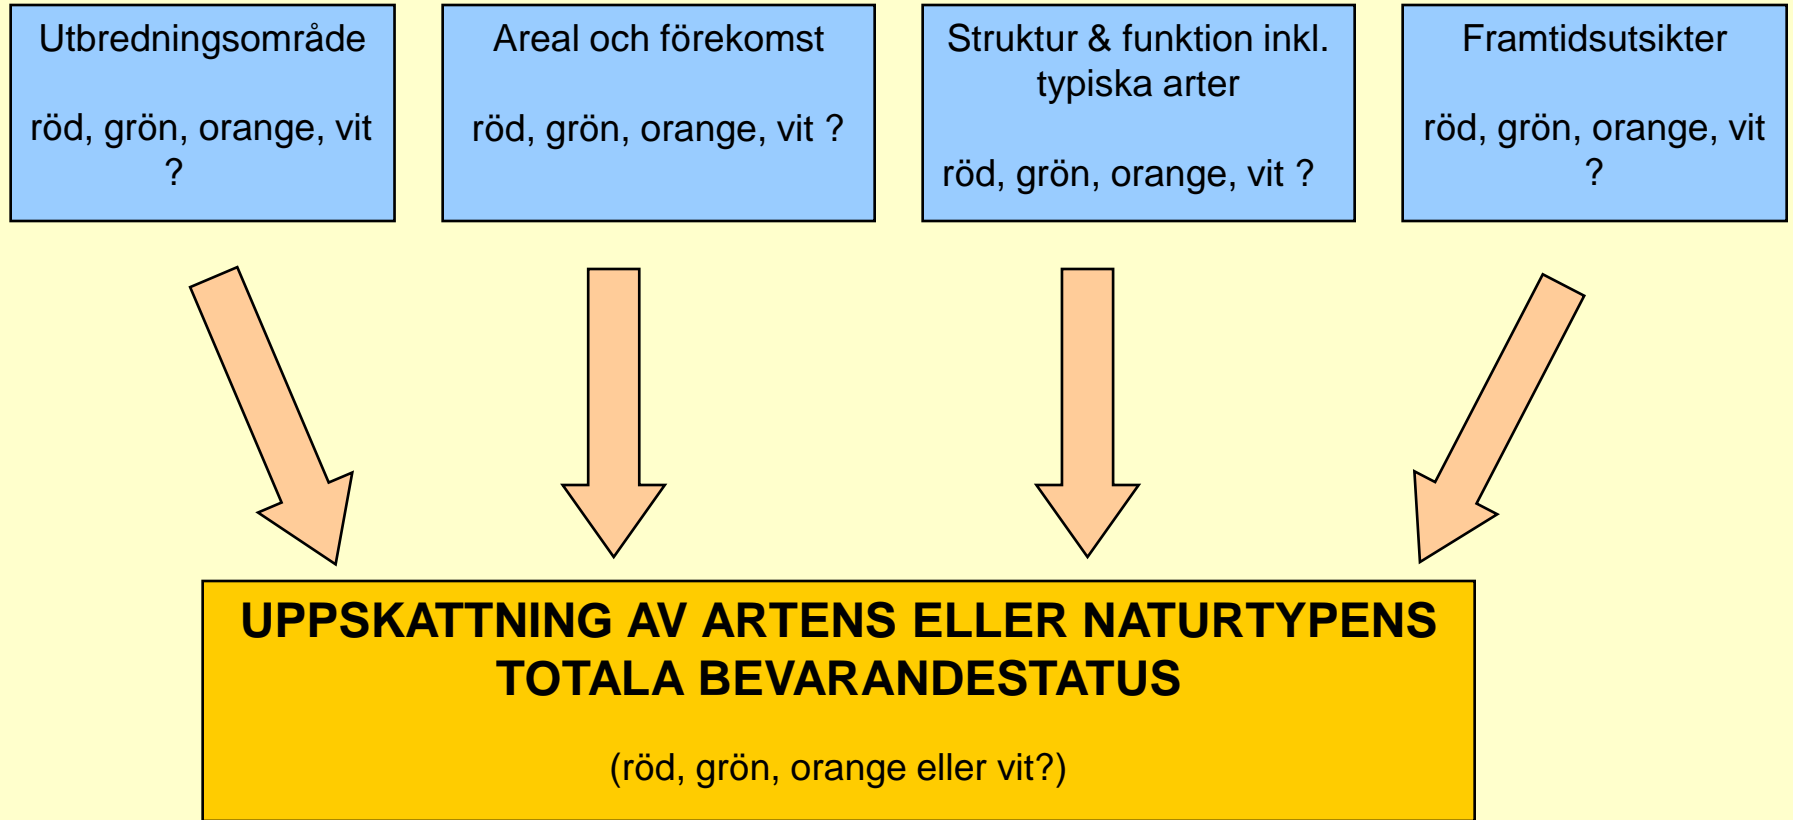 Utbredningsområde
röd, grön, orange, vit
?
Areal och förekomst
röd, grön, orange, vit ?
Struktur & funktion inkl.
typiska arter
röd, grön, orange, vit ?
Framtidsutsikter
röd, grön, orange, vit
?
UPPSKATTNING AV ARTENS ELLER NATURTYPENS
TOTALA BEVARANDESTATUS
(röd, grön, orange eller vit?)